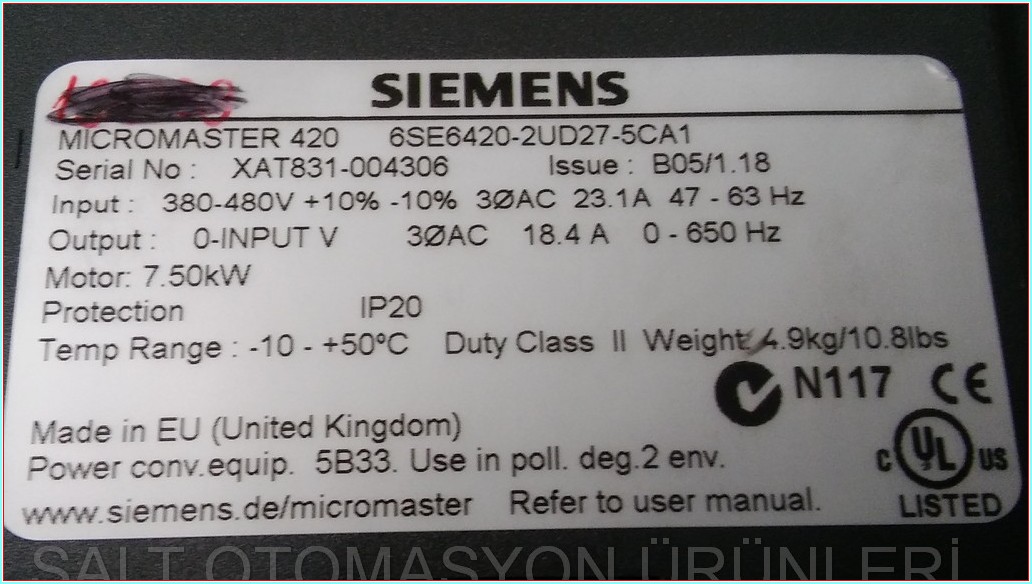 SIEMENS
MICROMASTER 420 6SE6420-2UD27-5CA1
Serial No : XAT831-004306 Issue : B05/1.18
Input : 380-480V +10% -10% 3ØAC 23.1A 47 - 63 Hz
Output : 0-INPUT V 3ØAC 18.4 A 0 - 650 Hz
Motor: 7.50kW
Protection IP20
Temp Range : -10 - +50ºC Duty Class II Weight 4.9kg/10.8lbs
N117 CE
Made in EU (United Kingdom)
Power conv.equip. 5B33. Use in poll. deg.2 env.
C UL US
www.siemens.de/micromaster Refer to user manual.
LISTED
SALT OTOMASYON ÜRÜNLERİ